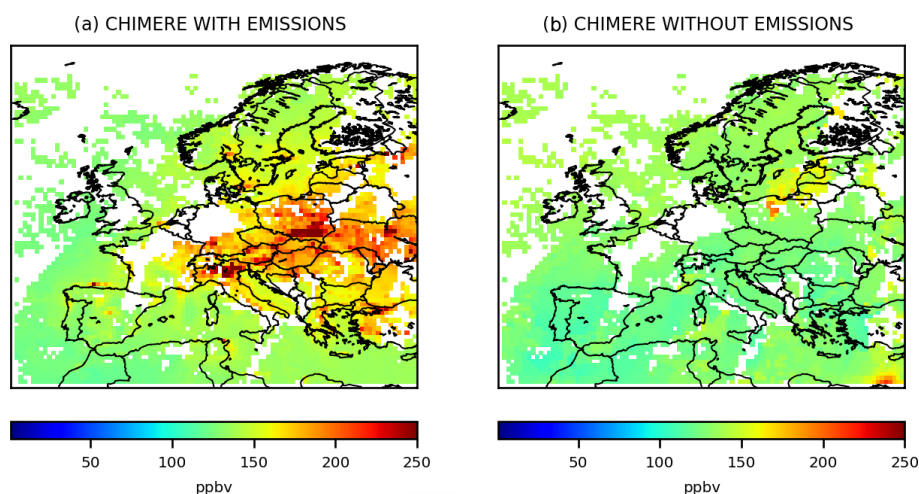 (a) CHIMERE WITH EMISSIONS
(b) CHIMERE WITHOUT EMISSIONS
50 100 150 200 250
50 100 150 200 250
ppbv
ppbv